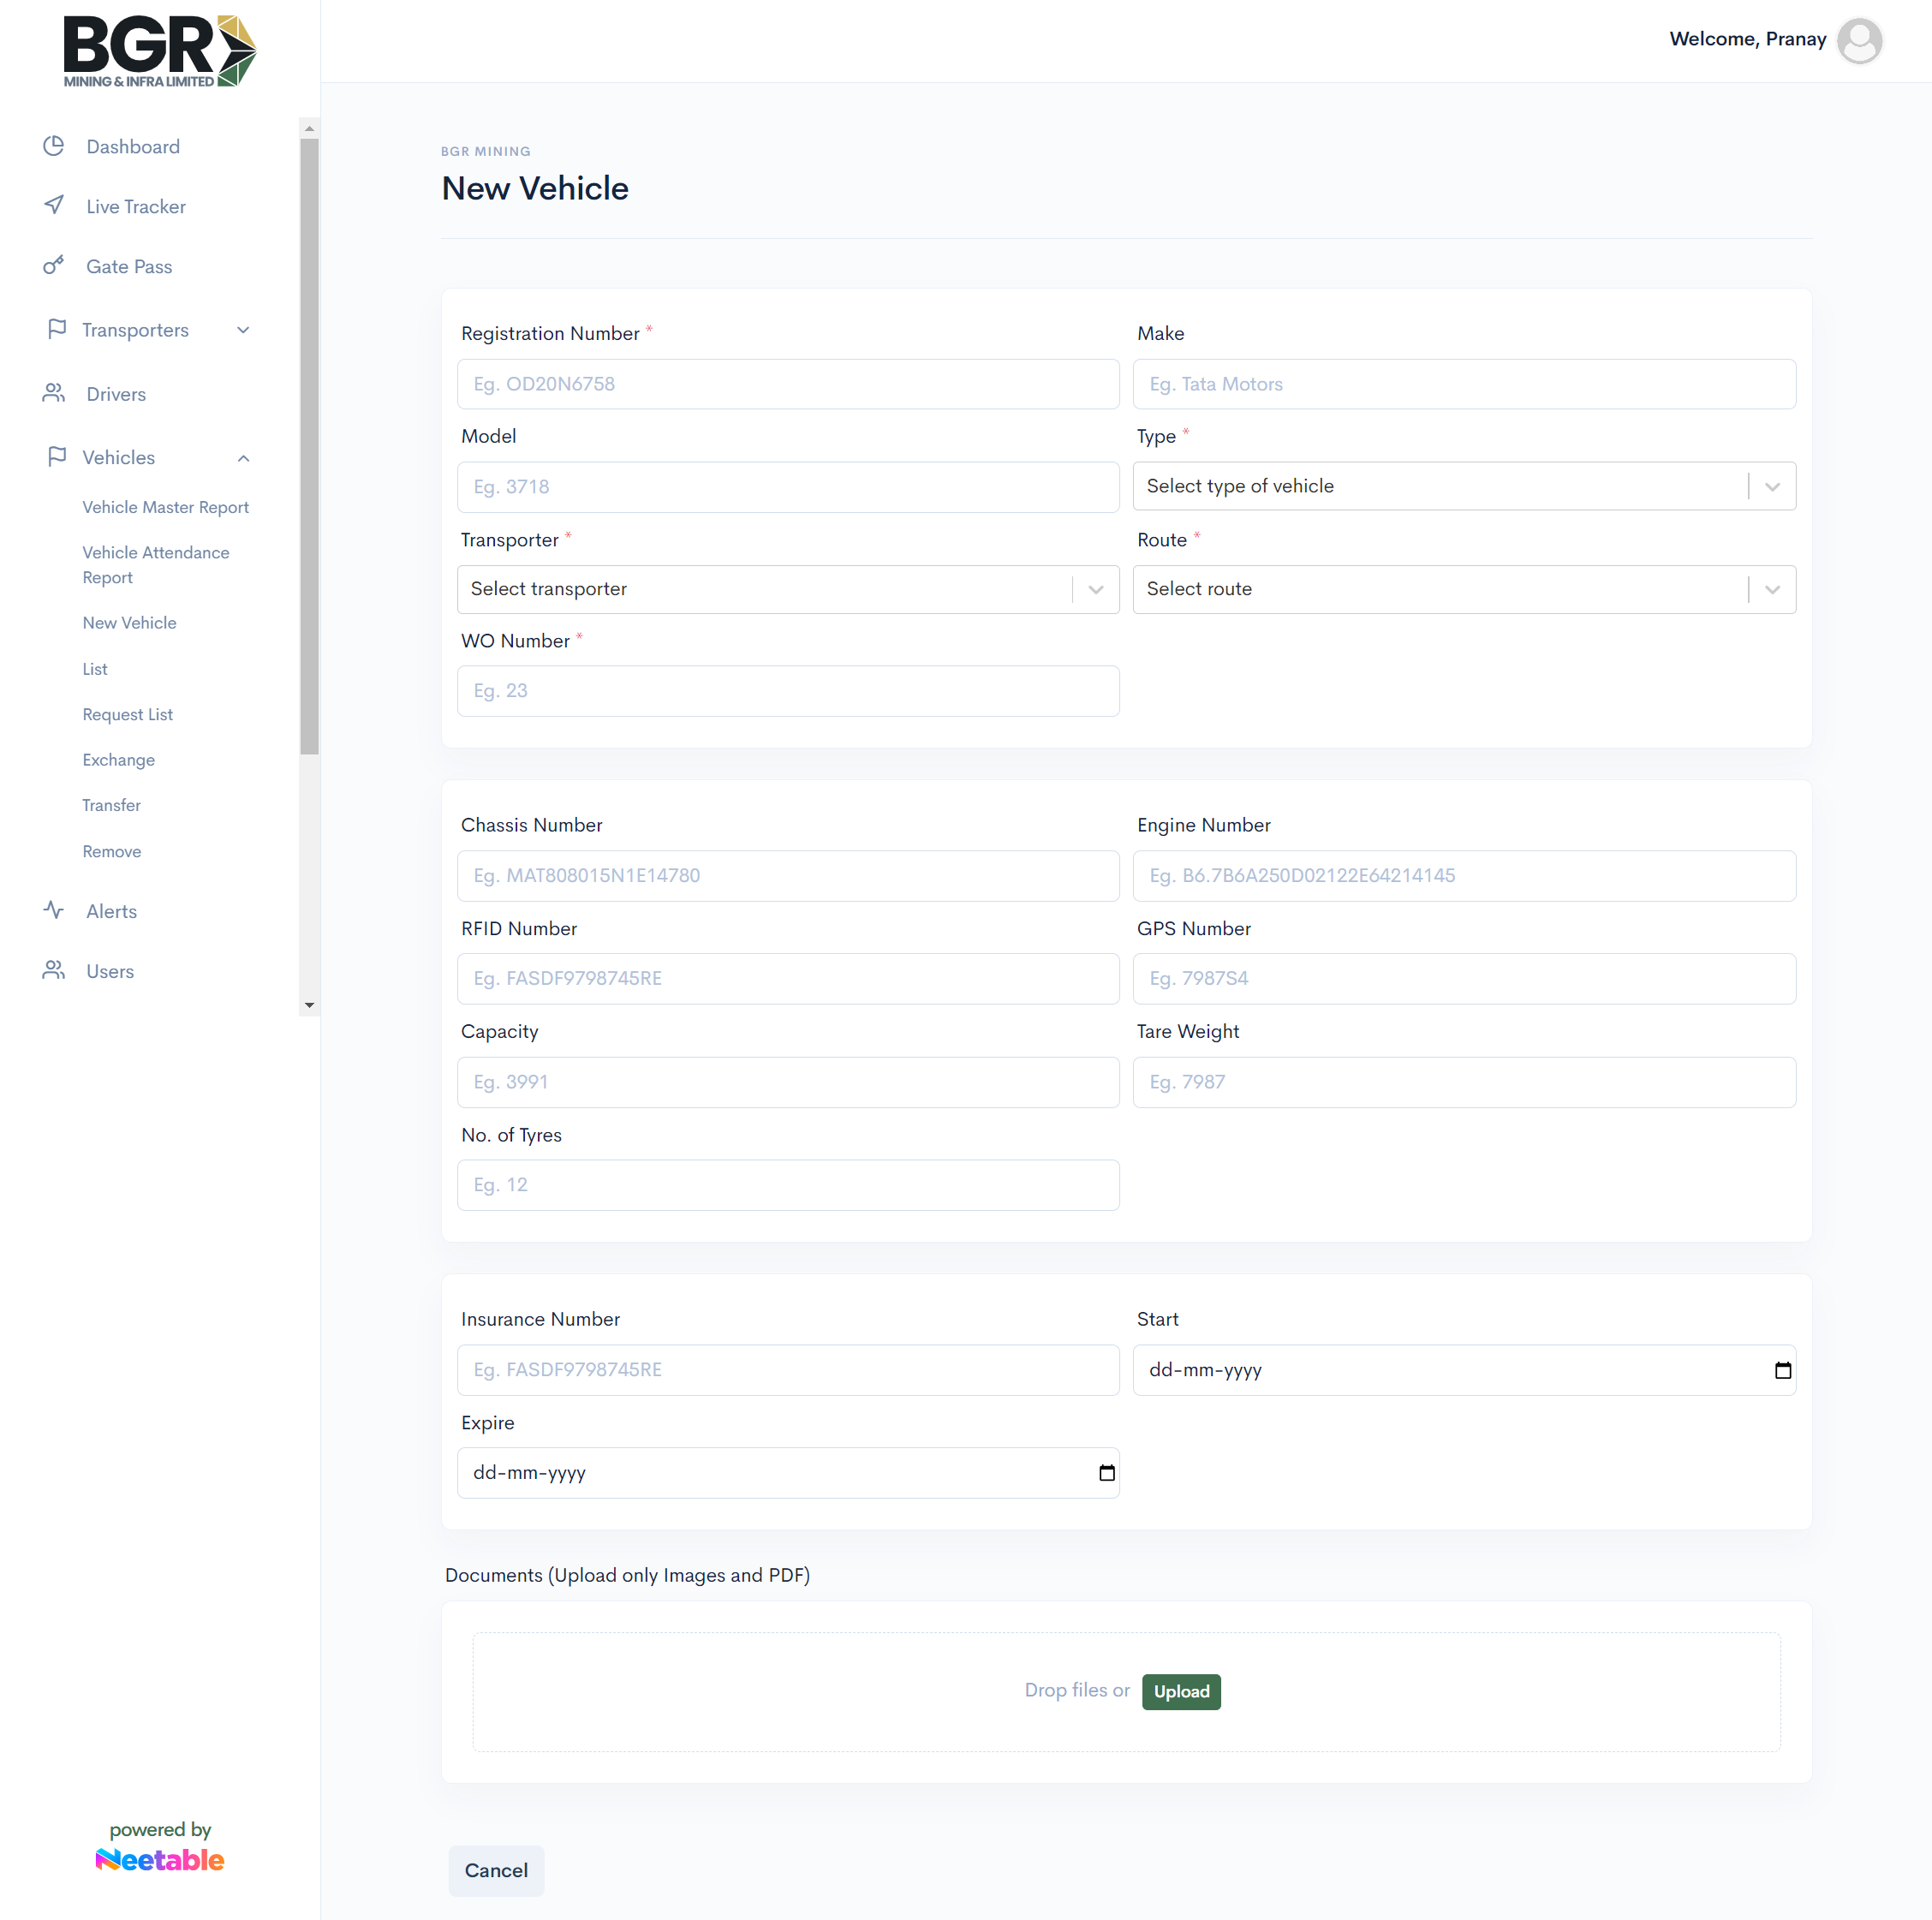 BGR
MINING & INFRA LIMITED
Welcome, Pranay
Dashboard
Live Tracker
Gate Pass
Transporters
Drivers
Vehicles
Vehicle Master Report
Vehicle Attendance
Report
New Vehicle
List
Request List
Exchange
Transfer
Remove
Alerts
Users
powered by
Neetable
BGR MINING
New Vehicle
Registration Number * Make
Eg. OD20N6758 Eg. Tata Motors
Model Type *
Eg. 3718 Select type of vehicle
Transporter * Route *
Select transporter Select route
WO Number *
Eg. 23
Chassis Number Engine Number
Eg. MAT808015N1E14780 Eg. B6.7B6A250D02122E64214145
RFID Number GPS Number
Eg. FASDF9798745RE Eg. 7987S4
Capacity Tare Weight
Eg. 3991 Eg. 7987
No. of Tyres
Eg. 12
Insurance Number Start
Eg. FASDF9798745RE dd-mm-yyyy
Expire
dd-mm-yyyy
Documents (Upload only Images and PDF)
Drop files or Upload
Cancel